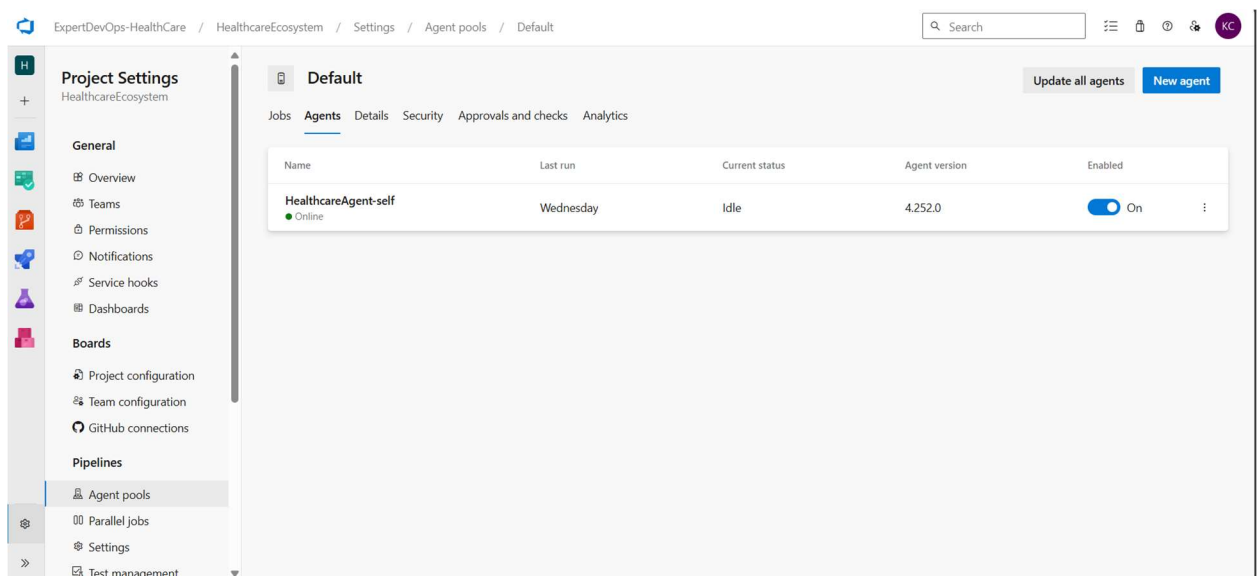 ExpertDevOps-HealthCare / HealthcareEcosystem / Settings / Agent pools / Default
Search
KC
H
Project Settings
HealthcareEcosystem
General
Overview
Teams
Permissions
Notifications
Service hooks
Dashboards
Boards
Project configuration
Team configuration
GitHub connections
Pipelines
Agent pools
Parallel jobs
Settings
Test management
Default
Update all agents
New agent
Jobs Agents Details Security Approvals and checks Analytics
Name Last run Current status Agent version Enabled
HealthcareAgent-self
Online
Wednesday Idle 4.252.0 On